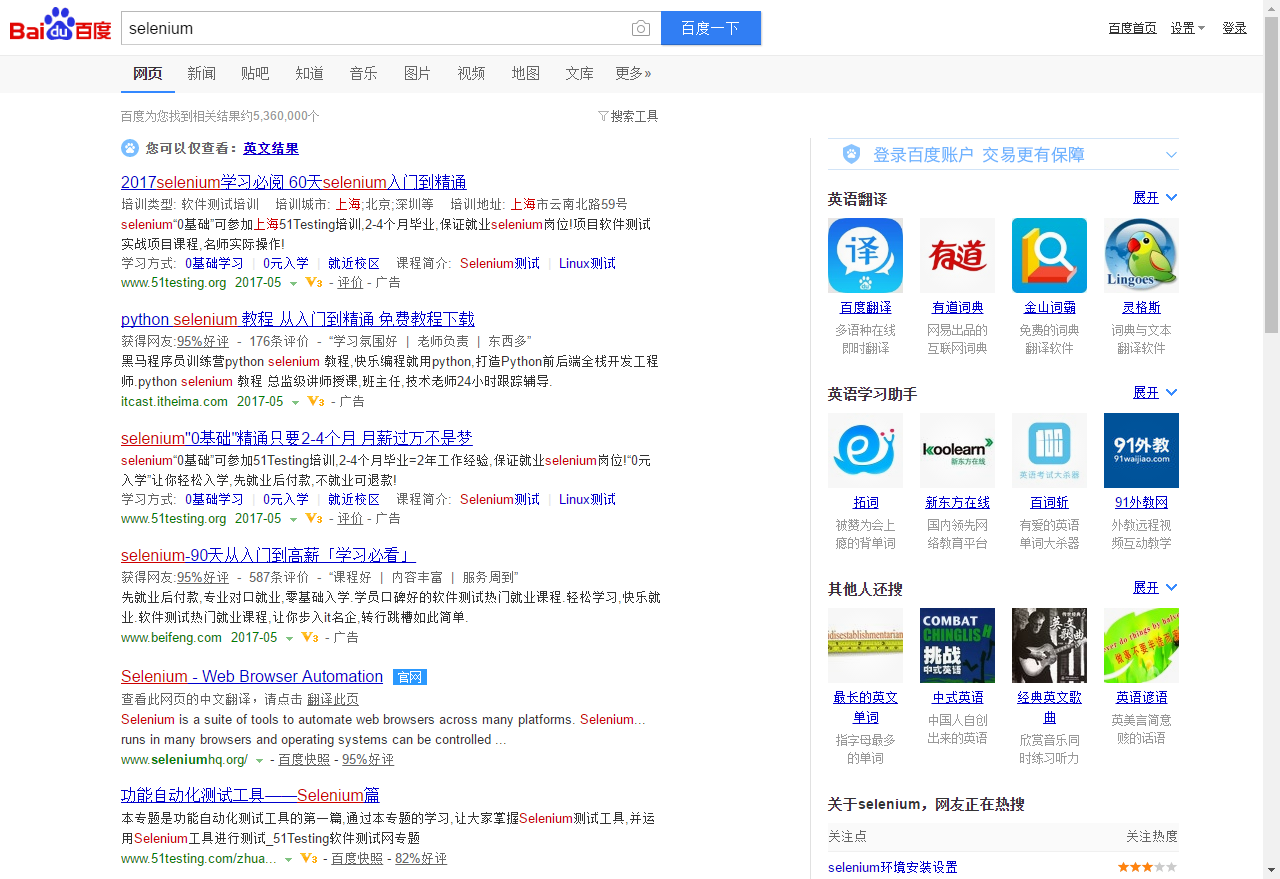 Bai du 百度
selenium
百度一下
百度首页 设置 登录
网页 新闻 贴吧 知道 音乐 图片 视频 地图 文库 更多»
百度为您找到相关结果约5,360,000个
搜索工具
您可以仅查看：英文结果
2017selenium学习必阅 60天selenium入门到精通
培训类型: 软件测试培训 培训城市: 上海;北京;深圳等 培训地址: 上海市云南北路59号
selenium“0基础”可参加上海51Testing培训,2-4个月毕业,保证就业selenium岗位!项目软件测试
实战项目课程,名师实际操作!
学习方式: 0基础学习 | 0元入学 | 就近校区 课程简介: Selenium测试 | Linux测试
www.51testing.org 2017-05 V3 - 评价 - 广告
python selenium 教程 从入门到精通 免费教程下载
获得网友:95%好评 - 176条评价 - “学习氛围好 | 老师负责 | 东西多”
黑马程序员训练营python selenium 教程,快乐编程就用python,打造Python前后端全栈开发工程
师.python selenium 教程 总监级讲师授课,班主任,技术老师24小时跟踪辅导.
itcast.itheima.com 2017-05 V3 - 广告
selenium"0基础"精通只要2-4个月 月薪过万不是梦
selenium“0基础”可参加51Testing培训,2-4个月毕业=2年工作经验,保证就业selenium岗位!“0元
入学”让你轻松入学,先就业后付款,不就业可退款!
学习方式: 0基础学习 | 0元入学 | 就近校区 课程简介: Selenium测试 | Linux测试
www.51testing.org 2017-05 V3 - 评价 - 广告
selenium-90天从入门到高薪「学习必看」
获得网友:95%好评 - 587条评价 - “课程好 | 内容丰富 | 服务周到”
先就业后付款,专业对口就业,零基础入学.学员口碑好的软件测试热门就业课程.轻松学习,快乐就
业.软件测试热门就业课程,让你步入it名企,转行跳槽如此简单.
www.beifeng.com 2017-05 V3 - 广告
Selenium - Web Browser Automation 官网
查看此网页的中文翻译，请点击 翻译此页
Selenium is a suite of tools to automate web browsers across many platforms. Selenium...
runs in many browsers and operating systems can be controlled ...
www.seleniumhq.org/ - 百度快照 - 95%好评
功能自动化测试工具——Selenium篇
本专题是功能自动化测试工具的第一篇,通过本专题的学习,让大家掌握Selenium测试工具,并运
用Selenium工具进行测试_51Testing软件测试网专题
www.51testing.com/zhua... V3 - 百度快照 - 82%好评
登录百度账户 交易更有保障
英语翻译 展开
译 有道 Lingoes
百度翻译 有道词典 金山词霸 灵格斯
多语种在线 网易出品的 免费的词典 词典与文本
即时翻译 互联网词典 翻译软件 翻译软件
英语学习助手 展开
koolearn 新东方在线 英语考试大杀器 91外教 91waijiao.com
拓词 新东方在线 百词斩 91外教网
被赞为会上 国内领先网 有爱的英语 外教远程视
瘾的背单词 络教育平台 单词大杀器 频互动教学
其他人还搜 展开
idisestablishmentarian COMBAT CHINGLISH 挑战 中式英语 英文歌曲 ever do things by halve 做事不要半途而废
最长的英文 中式英语 经典英文歌 英语谚语
单词 曲
指字母最多 中国人自创 欣赏音乐同 英美言简意
的单词 出来的英语 时练习听力 赅的话语
关于selenium，网友正在热搜
关注点 关注热度
selenium环境安装设置